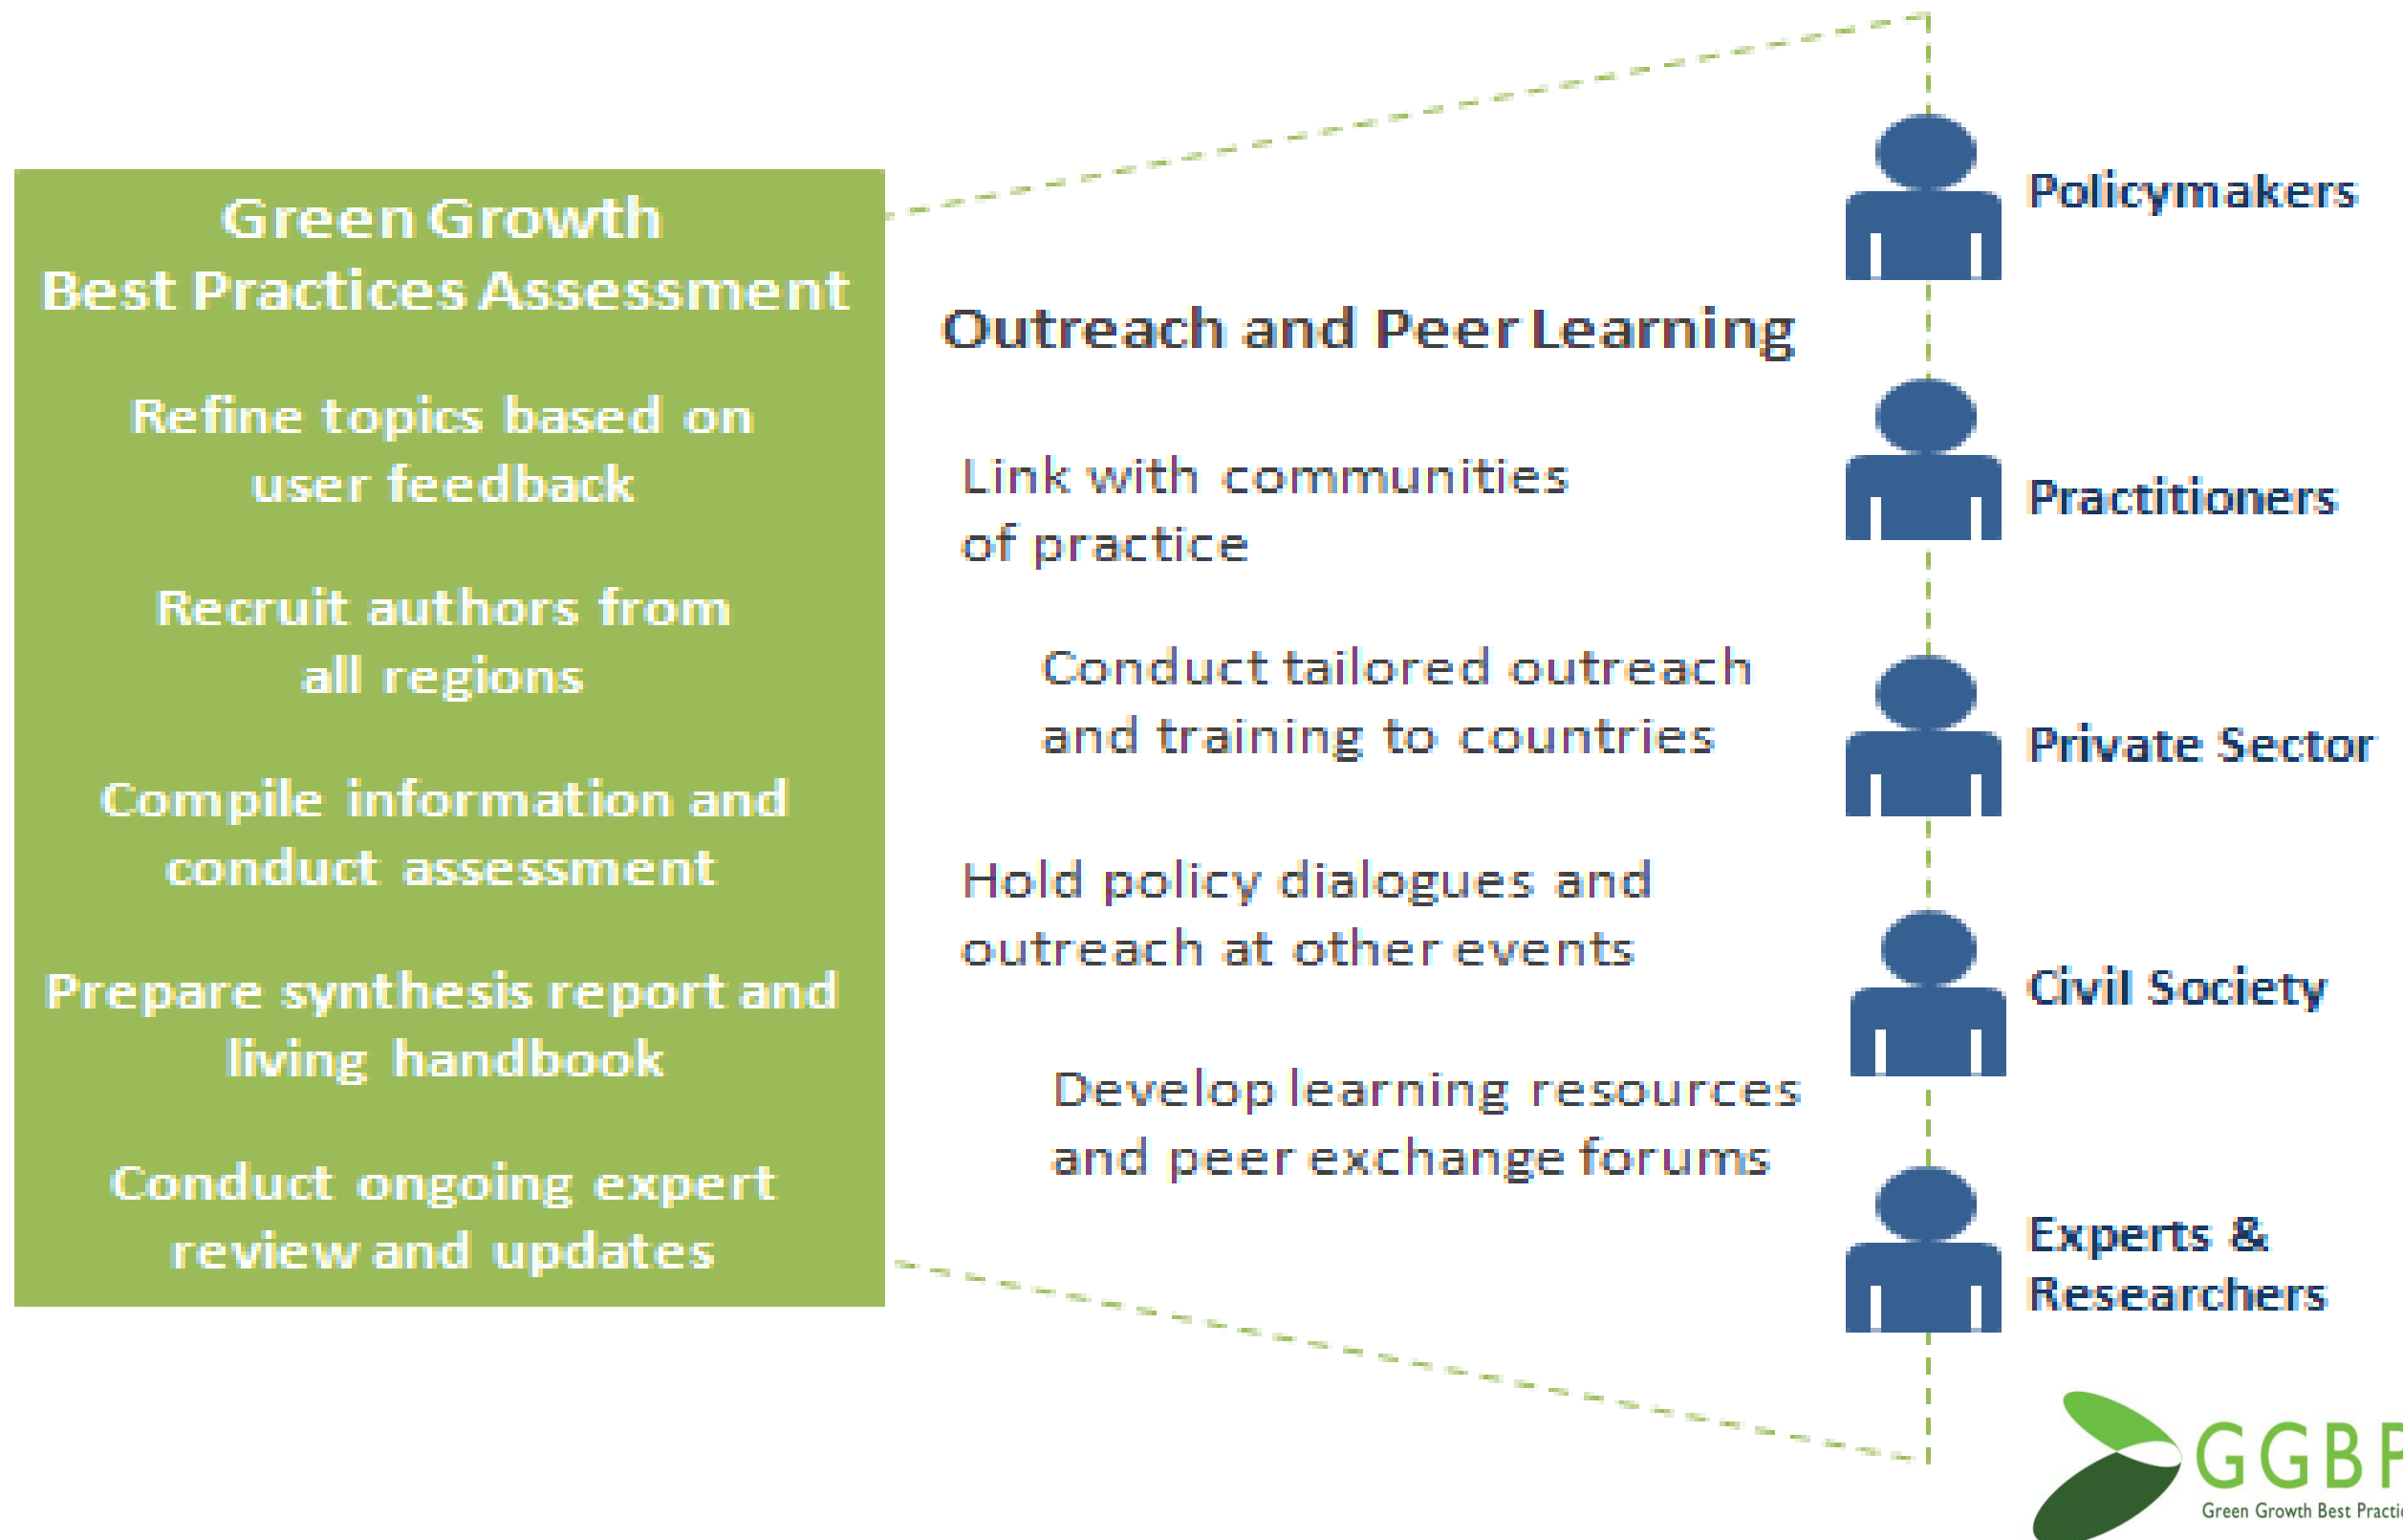 Green Growth
Best Practices Assessment
Refine topics based on
user feedback
Recruit authors from
all regions
Compile information and
conduct assessment
Prepare synthesis report and
living handbook
Conduct ongoing expert
review and updates
Outreach and Peer Learning
Link with communities
of practice
Conduct tailored outreach
and training to countries
Hold policy dialogues and
outreach at other events
Develop learning resources
and peer exchange forums
Policymakers
Practitioners
Private Sector
Civil Society
Experts &
Researchers
GGBP
Green Growth Best